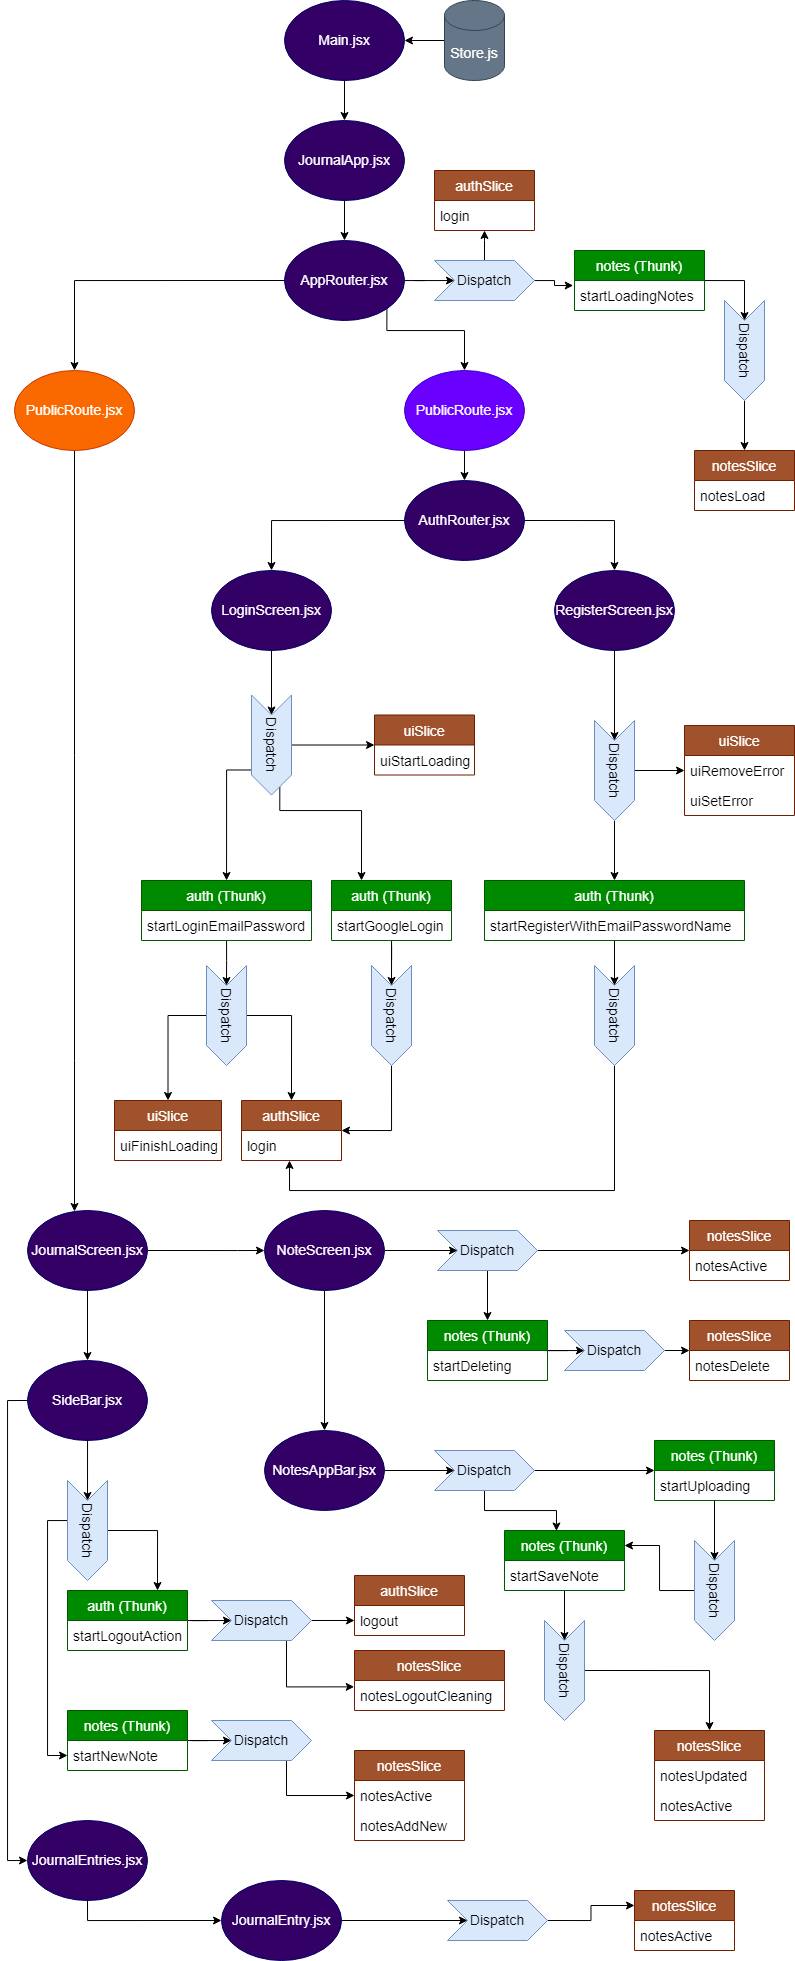 Main.jsx
Store.js
JournalApp.jsx
authSlice
login
AppRouter.jsx
Dispatch
notes (Thunk)
startLoadingNotes
Dispatch
PublicRoute.jsx
PublicRoute.jsx
notesSlice
notesLoad
AuthRouter.jsx
LoginScreen.jsx
RegisterScreen.jsx
Dispatch
uiSlice
uiStartLoading
Dispatch
uiSlice
uiRemoveError
uiSetError
auth (Thunk)
startLoginEmailPassword
auth (Thunk)
startGoogleLogin
auth (Thunk)
startRegisterWithEmailPasswordName
Dispatch
Dispatch
Dispatch
uiSlice
uiFinishLoading
authSlice
login
JournalScreen.jsx
NoteScreen.jsx
Dispatch
notesSlice
notesActive
notes (Thunk)
startDeleting
Dispatch
notesSlice
notesDelete
SideBar.jsx
NotesAppBar.jsx
Dispatch
notes (Thunk)
startUploading
Dispatch
notes (Thunk)
startSaveNote
Dispatch
auth (Thunk)
startLogoutAction
Dispatch
authSlice
logout
Dispatch
notesSlice
notesLogoutCleaning
notes (Thunk)
startNewNote
Dispatch
notesSlice
notesActive
notesAddNew
notesSlice
notesUpdated
notesActive
JournalEntries.jsx
JournalEntry.jsx
Dispatch
notesSlice
notesActive